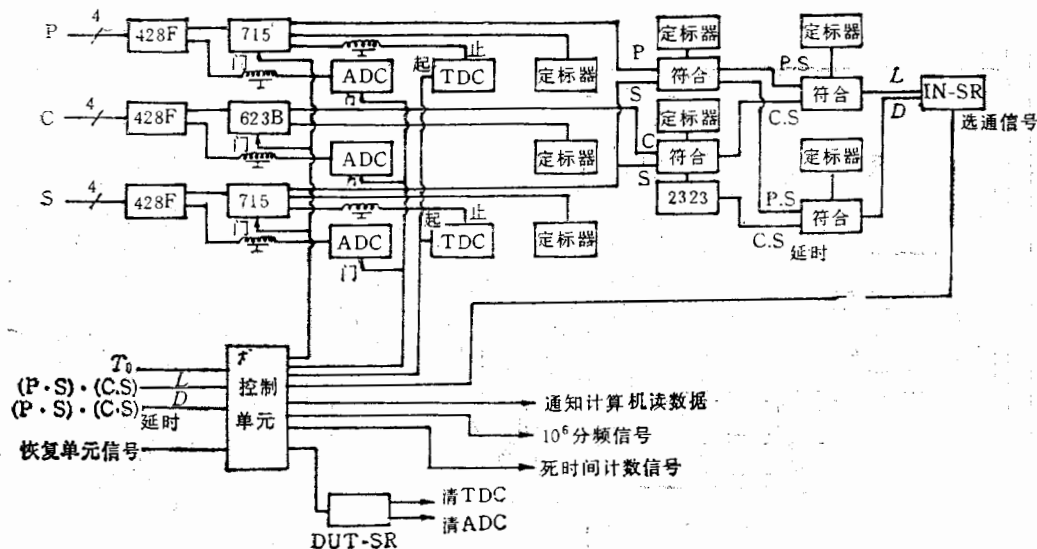 P 4 428F 715 止 定标器 定标器
门 ADC 起 TDC 定标器 P 符合 P.S 符合 L IN-SR
门 S 定标器 C.S D 选通信号
C 4 428F 623B C 符合 定标器
门 ADC 定标器 S
门 2323 P.S 符合
S 4 428F 715 起 止 C.S 延时
门 ADC TDC 定标器
门
T₀
(P·S)·(C.S) L 控制
(P·S)·(C·S) D 单元 通知计算机读数据
延时 10⁶分频信号
恢复单元信号 死时间计数信号
清TDC
清ADC
DUT-SR